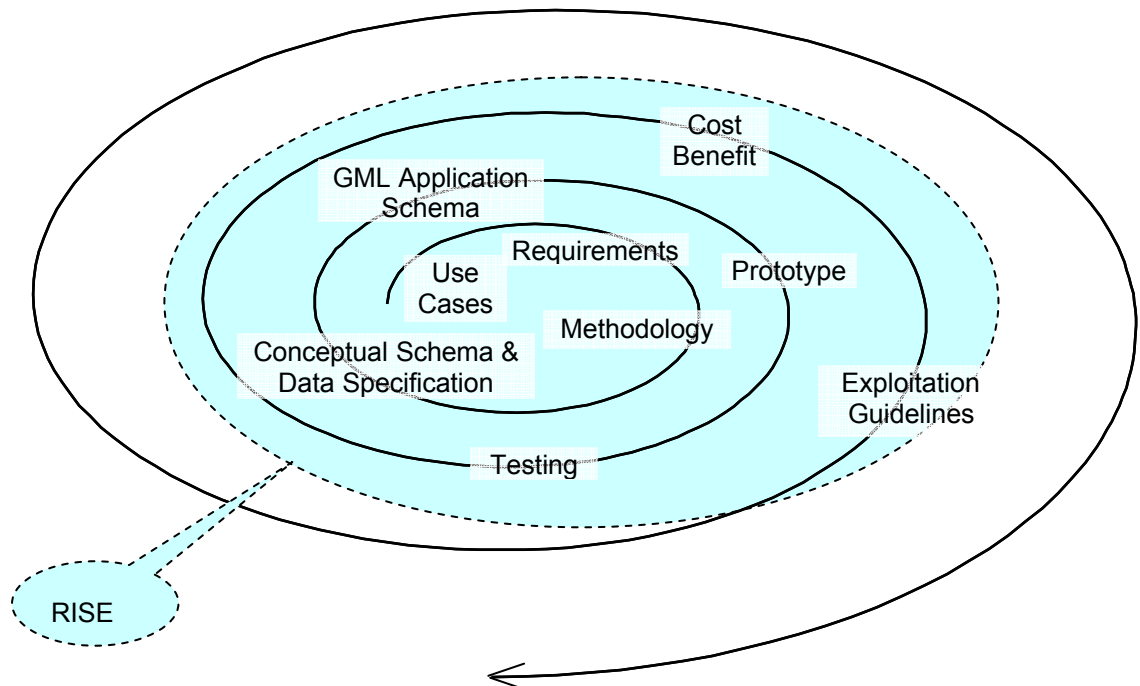 Cost
Benefit
GML Application
Schema
Requirements
Use
Cases
Prototype
Methodology
Conceptual Schema &
Data Specification
Exploitation
Guidelines
Testing
RISE